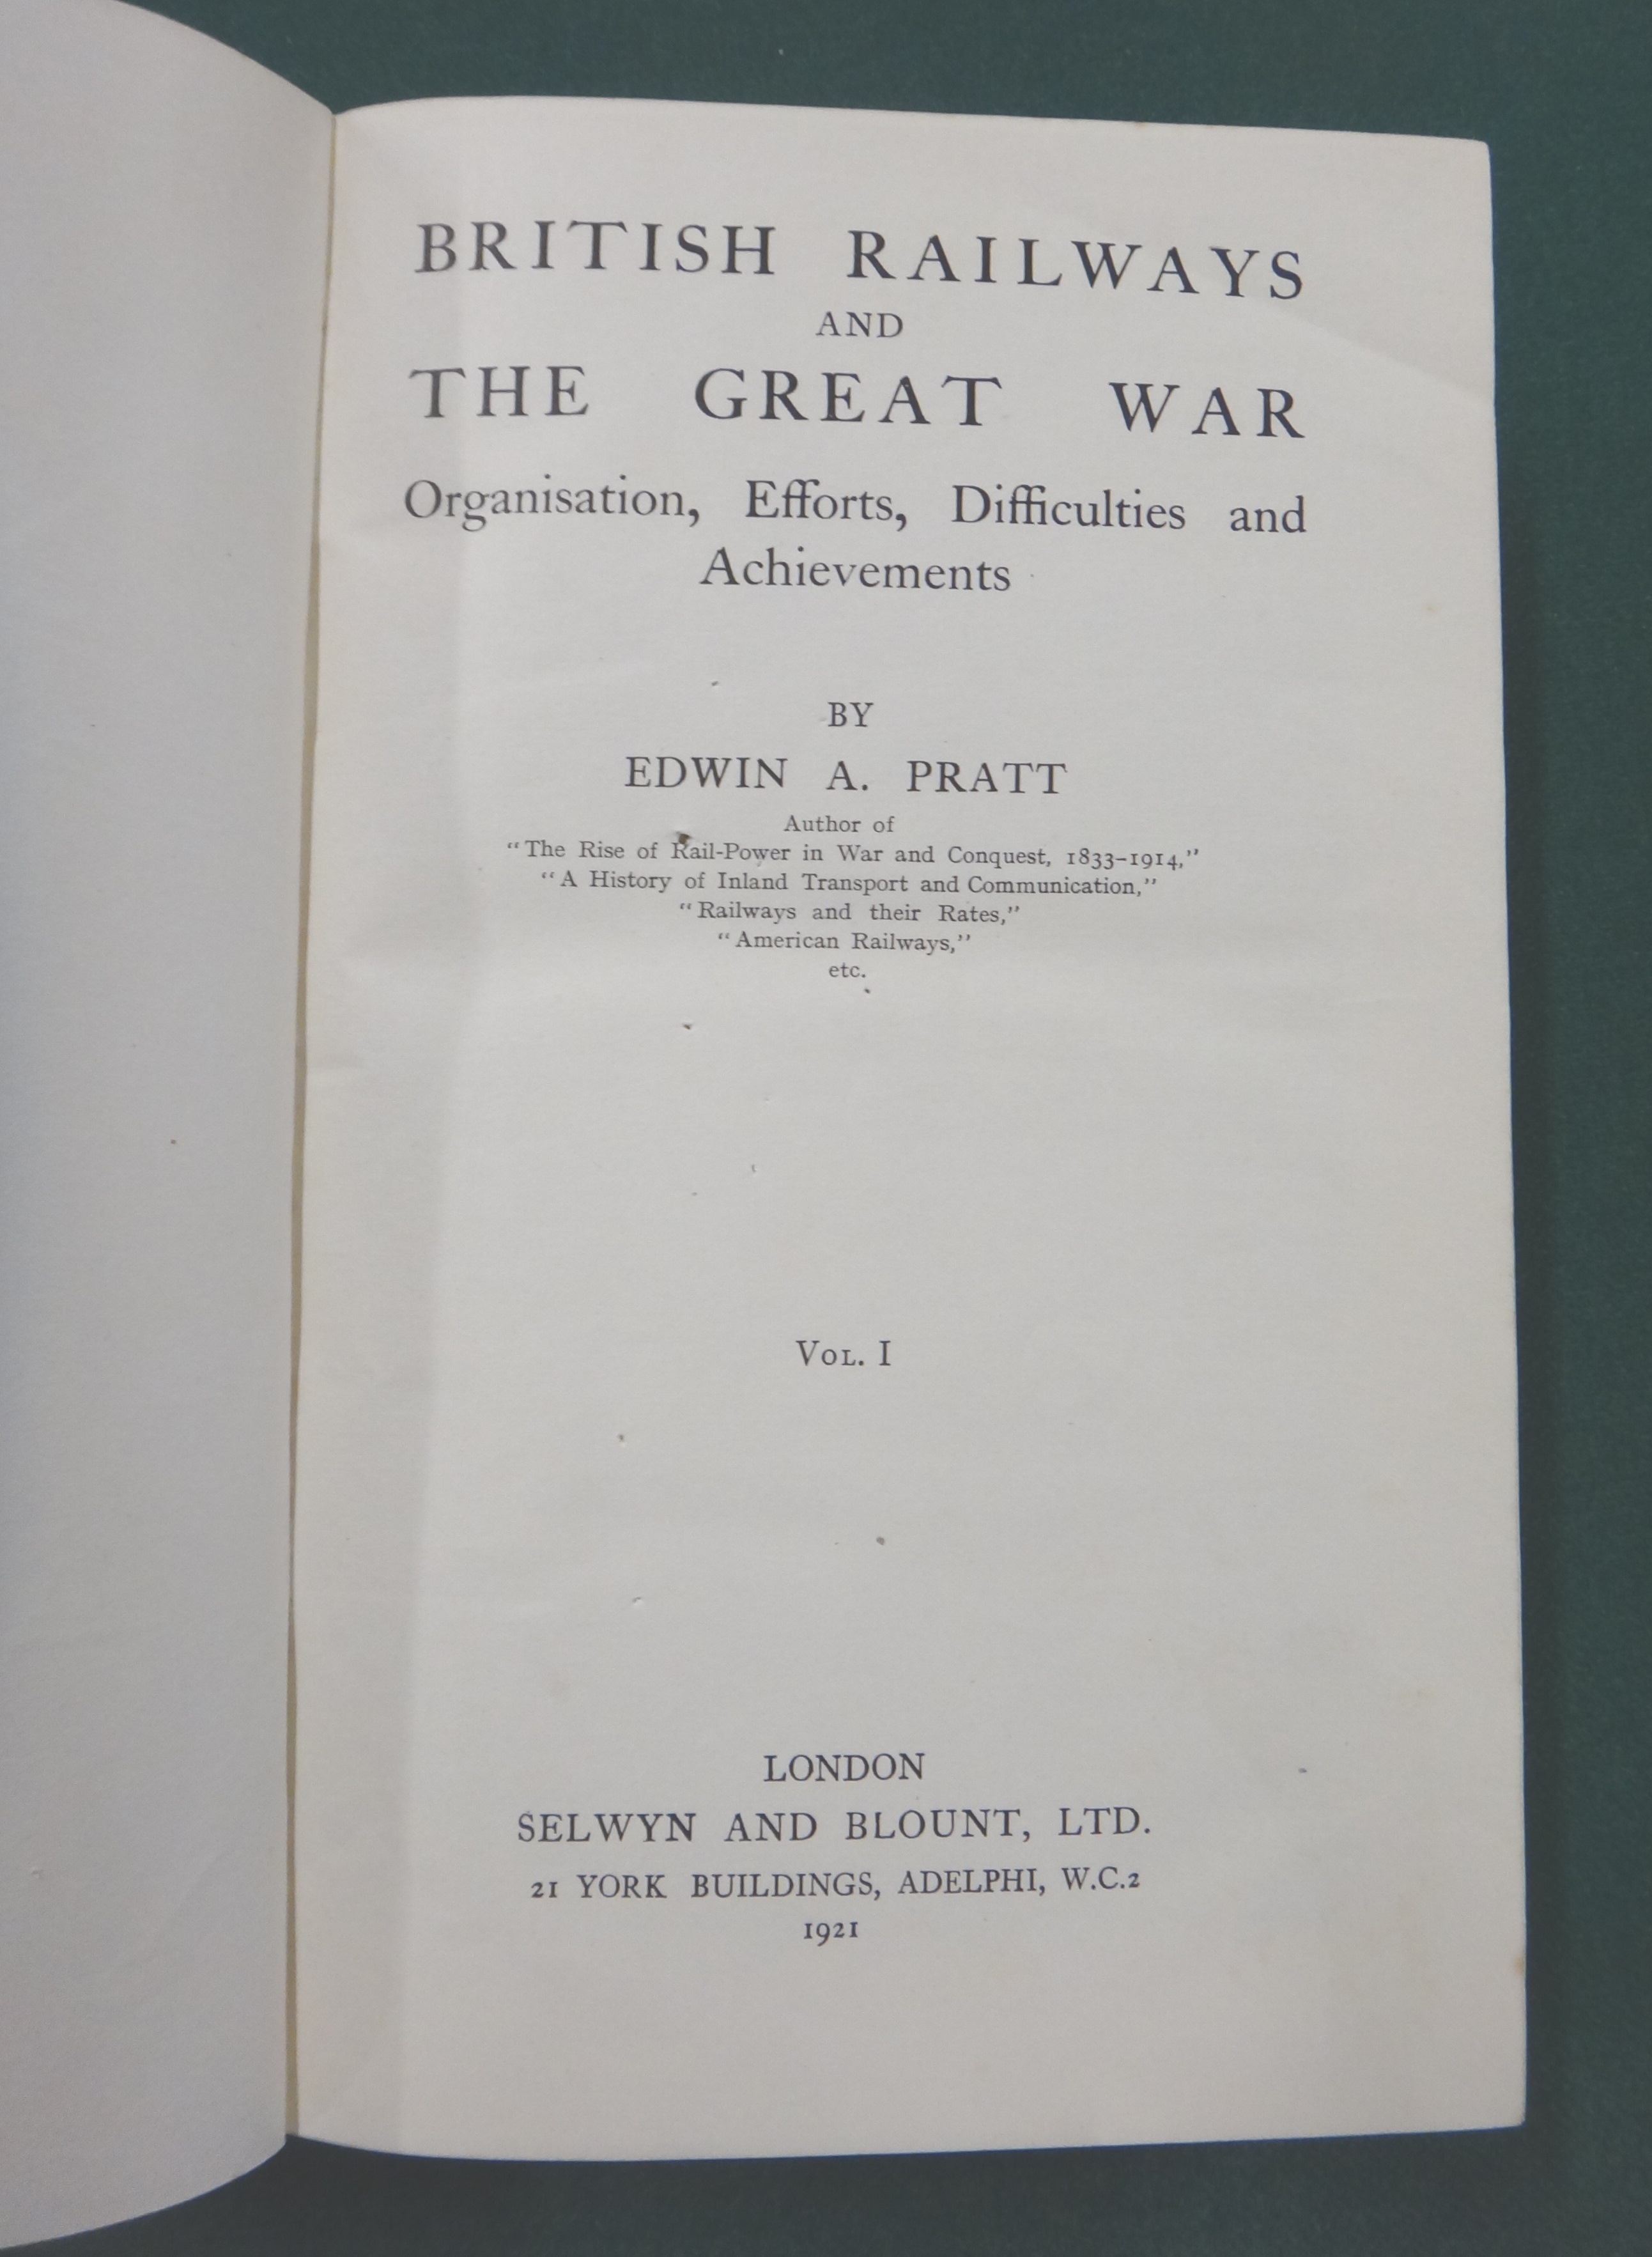 BRITISH RAILWAYS
AND
THE GREAT WAR
Organisation, Efforts, Difficulties and
Achievements
BY
EDWIN A. PRATT
Author of
“The Rise of Rail-Power in War and Conquest, 1833–1914,”
“A History of Inland Transport and Communication,”
“Railways and their Rates,”
“American Railways,”
etc.
VOL. I
LONDON
SELWYN AND BLOUNT, LTD.
21 YORK BUILDINGS, ADELPHI, W.C.2
1921